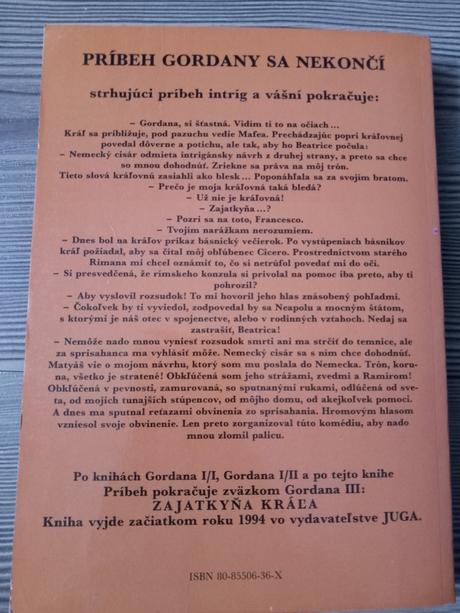 PRÍBEH GORDANY SA NEKONČÍ
strhujúci príbeh intríg a vášní pokračuje:
– Gordana, si šťastná. Vidím ti to na očiach...
Kráľ sa približuje, pod pazuchu vedie Mafea. Prechádzajúc popri kráľovnej
povedal dôverne a potichu, ale tak, aby ho Beatrice počula:
– Nemecký cisár odmieta intrigánsky návrh z druhej strany, a preto sa chce
so mnou dohodnúť. Zriekne sa práva na môj trón.
Tieto slová kráľovnú zasiahli ako blesk... Ponáhľala sa za svojim bratom.
– Prečo je moja kráľovná taká bledá?
– Už nie je kráľovná!
– Zajatkyňa...?
– Pozri sa na toto, Francesco.
– Tvojim narážkam nerozumiem.
– Dnes bol na kráľov príkaz básnický večierok. Po vystúpeniach básnikov
kráľ požiadal, aby sa čítal môj obľúbenec Cicero. Prostredníctvom starého
Rimana mi chcel oznámiť to, čo si netrúfol povedať mi do očí.
– Si presvedčená, že rímskeho konzula si privolal na pomoc iba preto, aby ti
pohrozil?
– Aby vyslovil rozsudok! To mi hovoril jeho hlas znásobený pohľadmi.
– Čokoľvek by ti vyviedol, zodpovedal by sa Neapolu a mocným štátom,
s ktorými je náš otec v spojenectve, alebo v rodinných vzťahoch. Nedaj sa
zastrašiť, Beatrica!
– Nemôže nado mnou vyniesť rozsudok smrti ani ma strčiť do temnice, ale
za sprisahanca ma vyhlásiť môže. Nemecký cisár sa s ním chce dohodnúť.
Matyáš vie o mojom návrhu, ktorý som mu poslala do Nemecka. Trón, koru-
na, všetko je stratené! Obkľúčená som jeho strážami, zvedmi a Ramirom!
Obkľúčená v pevnosti, zamurovaná, so sputnanými rukami, odlúčená od sve-
ta, od mojich tunajších stúpencov, od môjho domu, od akejkoľvek pomoci.
A dnes ma sputnal reťazami obvinenia zo sprisahania. Hromovým hlasom
vzniesol svoje obvinenie. Len preto zorganizoval túto komédiu, aby nado
mnou zlomil palicu.
Po knihách Gordana I/I, Gordana I/II a po tejto knihe
Príbeh pokračuje zväzkom Gordana III:
ZAJATKYŇA KRÁĽA
Kniha vyjde začiatkom roku 1994 vo vydavateľstve JUGA.
ISBN 80-85506-36-X